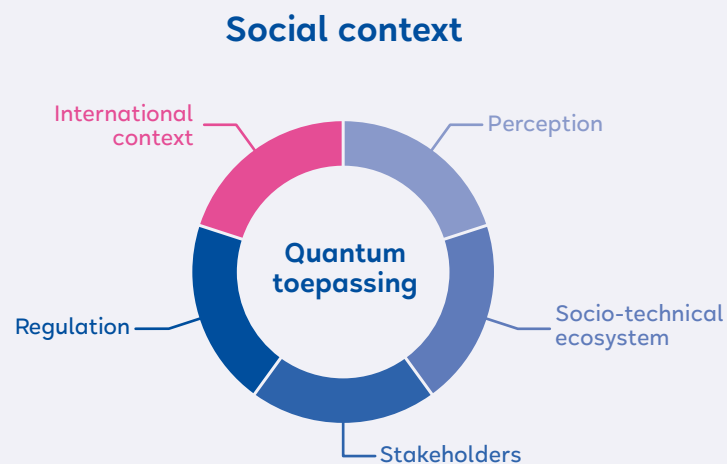 Social context
International
context
Perception
Quantum
toepassing
Regulation
Socio-technical
ecosystem
Stakeholders